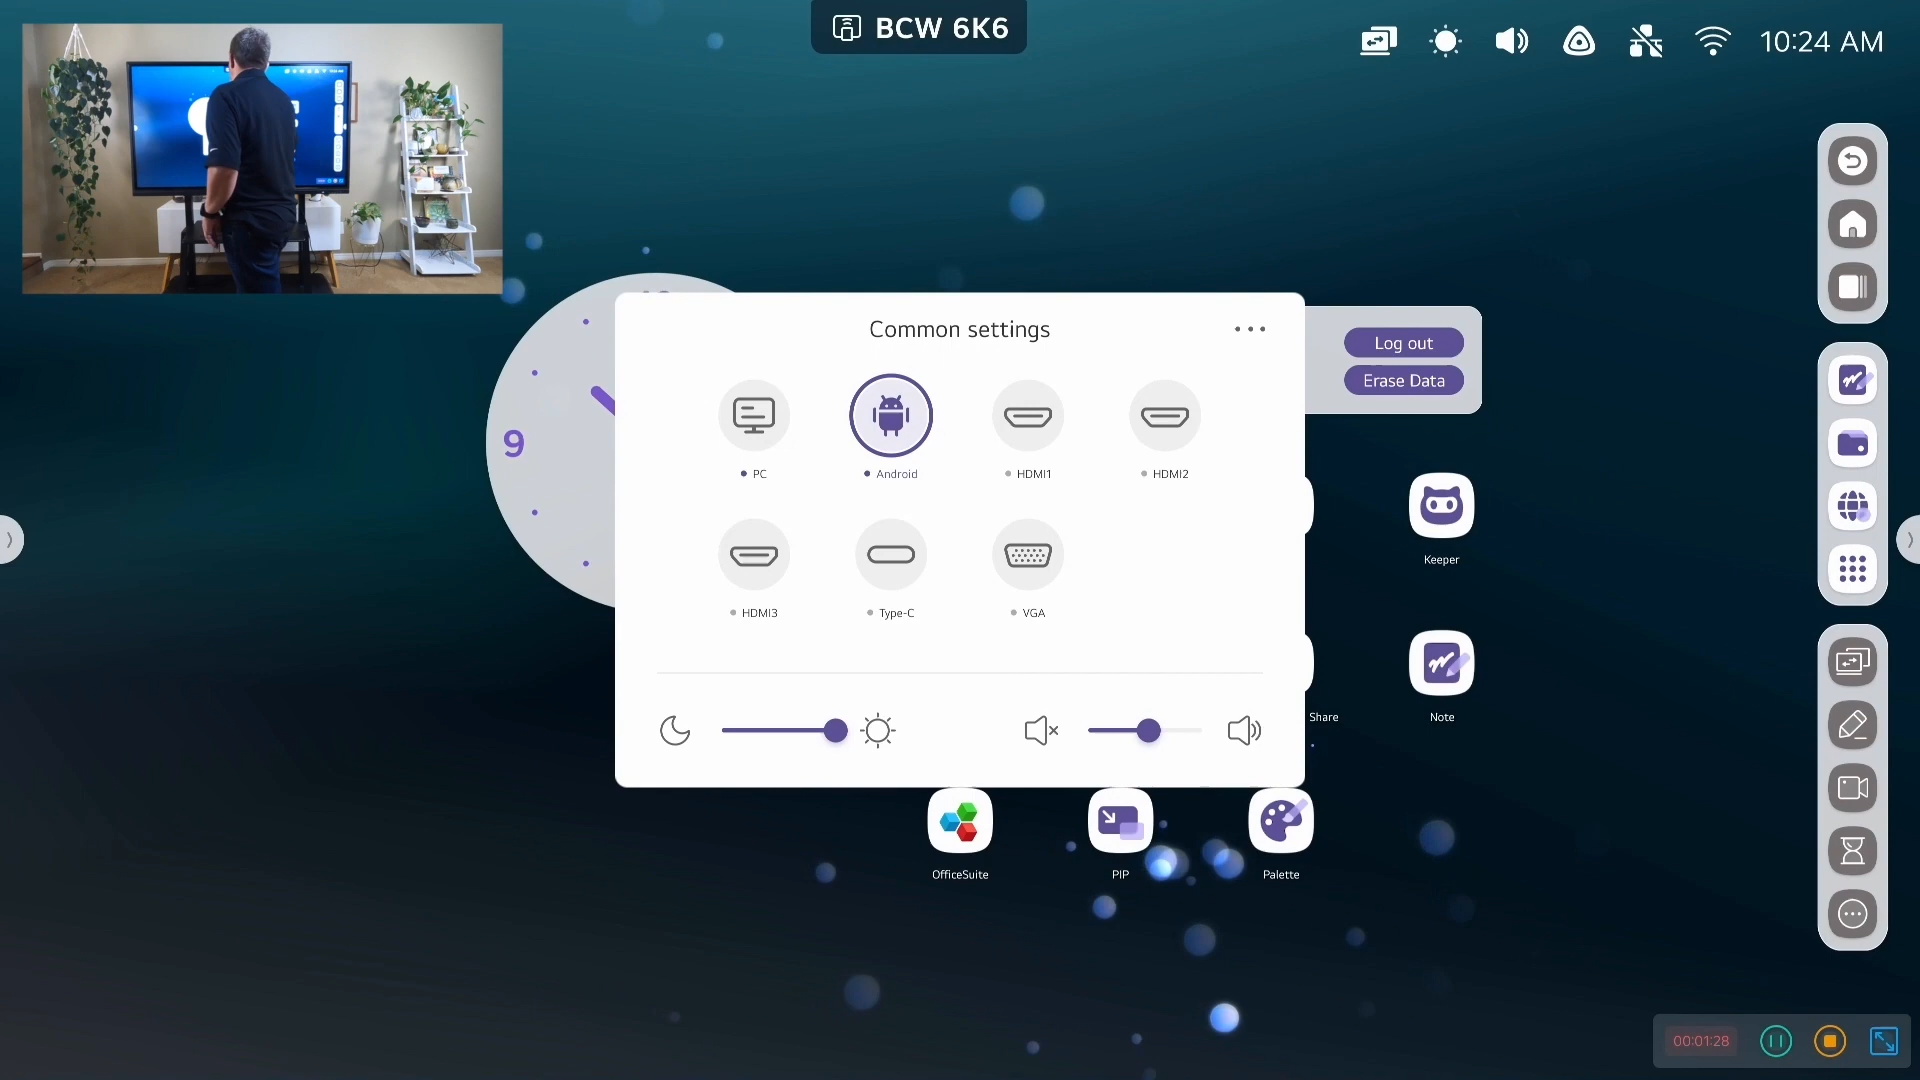 BCW 6K6
10:24 AM
Common settings
Log out
Erase Data
PC
Android
HDMI1
HDMI2
9
HDMI3
Type-C
VGA
Keeper
Share
Note
OfficeSuite
PIP
Palette
00:01:28